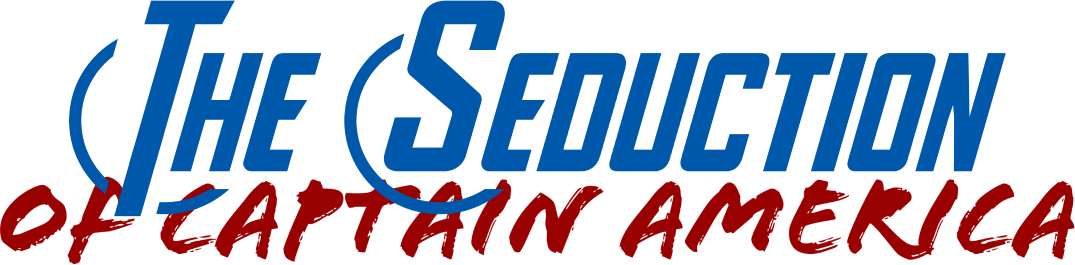 THE SEDUCTION
OF CAPTAIN AMERICA